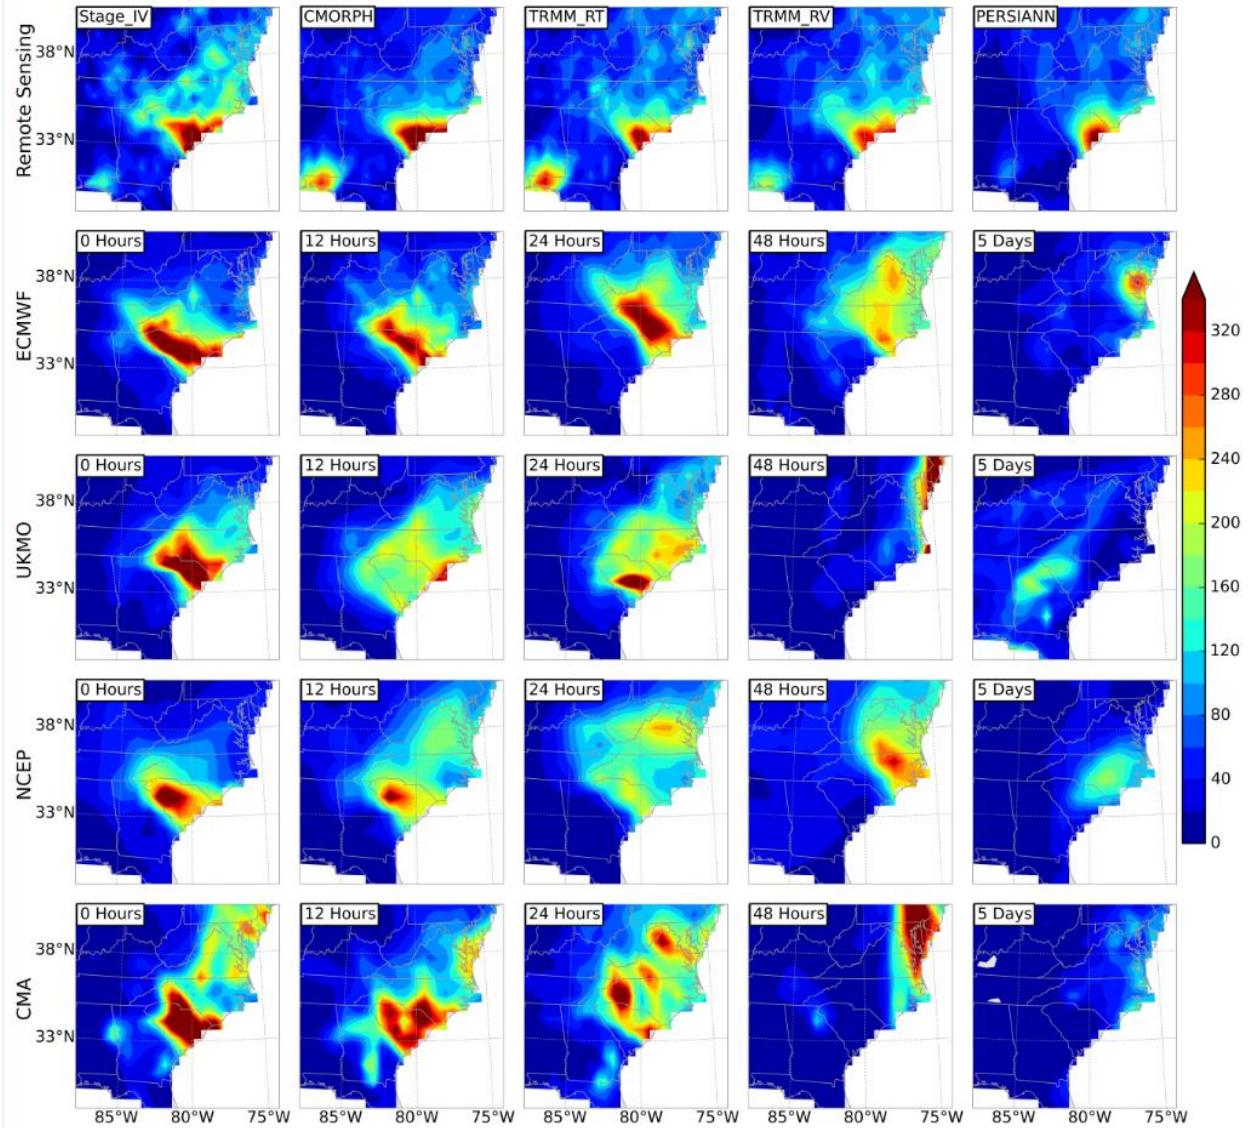 Remote Sensing
Stage_IV CMORPH TRMM_RT TRMM_RV PERSIANN
38°N
33°N
ECMWF
0 Hours 12 Hours 24 Hours 48 Hours 5 Days
38°N
33°N
UKMO
0 Hours 12 Hours 24 Hours 48 Hours 5 Days
38°N
33°N
NCEP
0 Hours 12 Hours 24 Hours 48 Hours 5 Days
38°N
33°N
CMA
0 Hours 12 Hours 24 Hours 48 Hours 5 Days
38°N
33°N
85°W 80°W 75°W 85°W 80°W 75°W 85°W 80°W 75°W 85°W 80°W 75°W 85°W 80°W 75°W
320
280
240
200
160
120
80
40
0